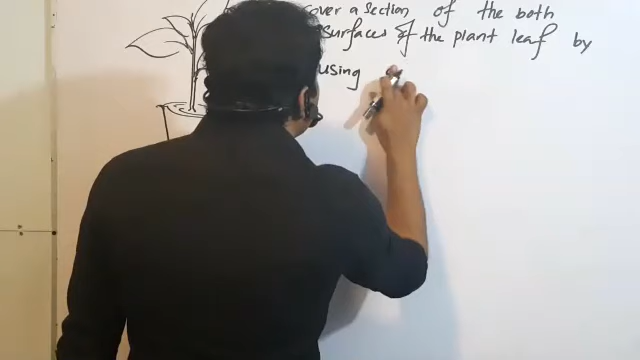 over a section of the both
surfaces of the plant leaf by
using